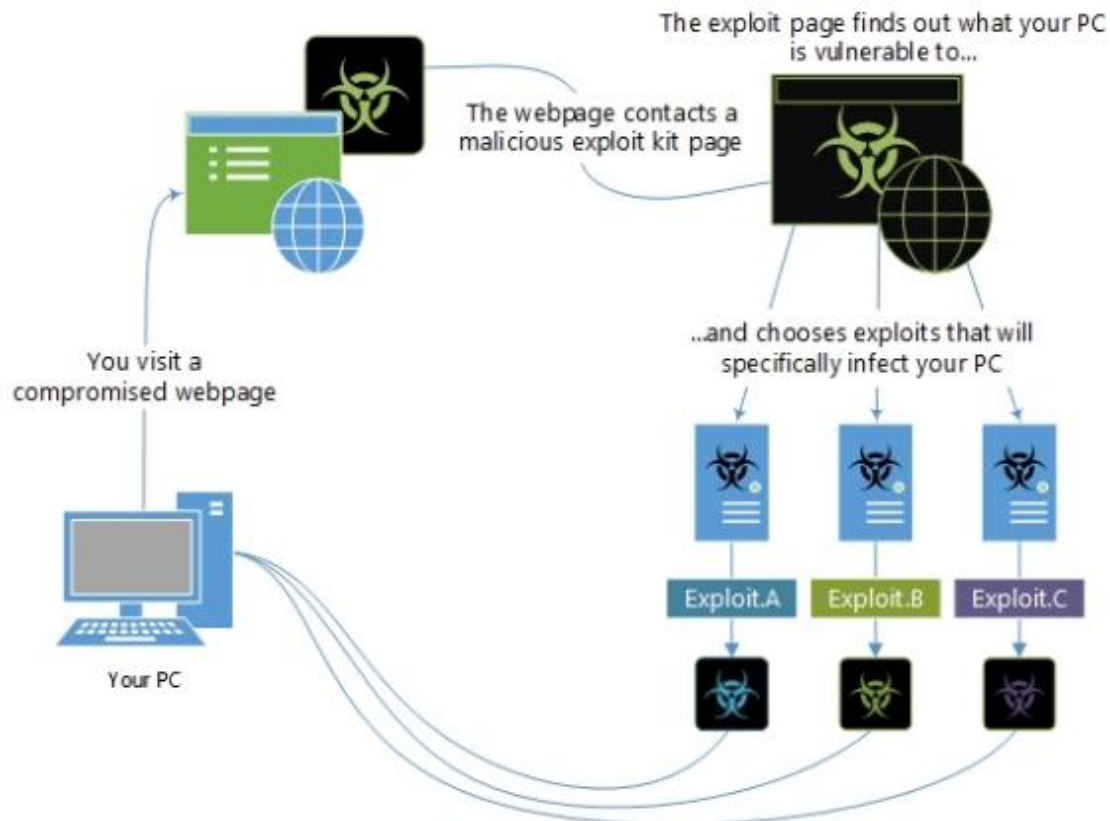 The exploit page finds out what your PC
is vulnerable to...
The webpage contacts a
malicious exploit kit page
...and chooses exploits that will
specifically infect your PC
You visit a
compromised webpage
Exploit.A
Exploit.B
Exploit.C
Your PC